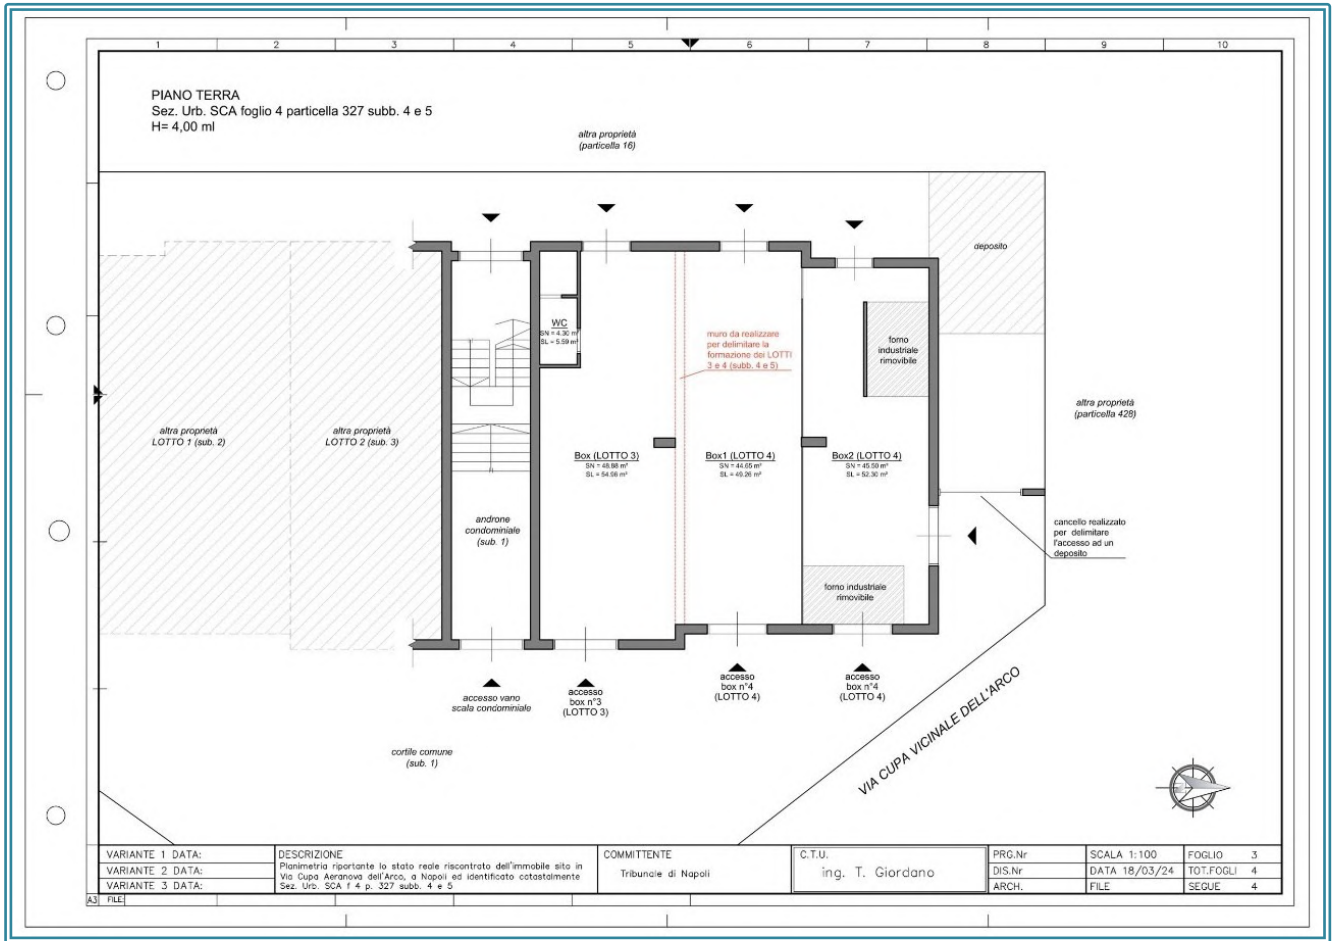 1 2 3 4 5 6 7 8 9 10
PIANO TERRA
Sez. Urb. SCA foglio 4 particella 327 subb. 4 e 5
H= 4,00 ml
altra proprietà
(particella 16)
deposito
WC
SN = 4.30 m²
SL = 5.59 m²
muro da realizzare
per delimitare la
formazione dei LOTTI
3 e 4 (subb. 4 e 5)
forno
industriale
rimovibile
altra proprietà
(particella 428)
altra proprietà
LOTTO 1 (sub. 2)
altra proprietà
LOTTO 2 (sub. 3)
Box (LOTTO 3)
SN = 48.98 m²
SL = 54.56 m²
Box1 (LOTTO 4)
SN = 44.65 m²
SL = 49.26 m²
Box2 (LOTTO 4)
SN = 45.59 m²
SL = 52.30 m²
androne
condominiale
(sub. 1)
cancello realizzato
per delimitare
l'accesso ad un
deposito
forno industriale
rimovibile
accesso vano
scala condominiale
accesso
box n°3
(LOTTO 3)
accesso
box n°4
(LOTTO 4)
accesso
box n°4
(LOTTO 4)
cortile comune
(sub. 1)
VIA CUPA VICINALE DELL'ARCO
VARIANTE 1 DATA:
VARIANTE 2 DATA:
VARIANTE 3 DATA:
DESCRIZIONE
Planimetria riportante lo stato reale riscontrato dell'immobile sito in
Via Cupa Aeranova dell'Arco, a Napoli ed identificato catastalmente
Sez. Urb. SCA f 4 p. 327 subb. 4 e 5
COMMITTENTE
Tribunale di Napoli
C.T.U.
ing. T. Giordano
PRG.Nr
DIS.Nr
ARCH.
SCALA 1:100
DATA 18/03/24
FILE
FOGLIO 3
TOT.FOGLI 4
SEGUE 4
A3 FILE: